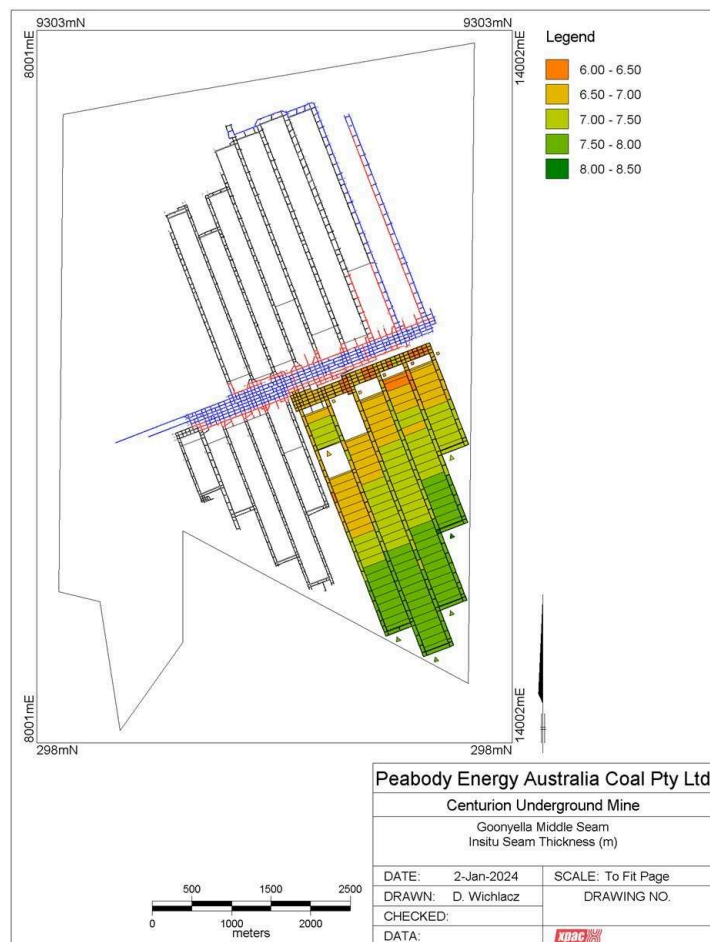 9303mN 9303mN
8001mE
14002mE
Legend
6.00 - 6.50
6.50 - 7.00
7.00 - 7.50
7.50 - 8.00
8.00 - 8.50
8001mE
14002mE
298mN 298mN
Peabody Energy Australia Coal Pty Ltd
Centurion Underground Mine
Goonyella Middle Seam
Insitu Seam Thickness (m)
DATE: 2-Jan-2024 SCALE: To Fit Page
DRAWN: D. Wichlacz DRAWING NO.
CHECKED:
DATA:
xpac
500 1500 2500
0 1000 2000
meters